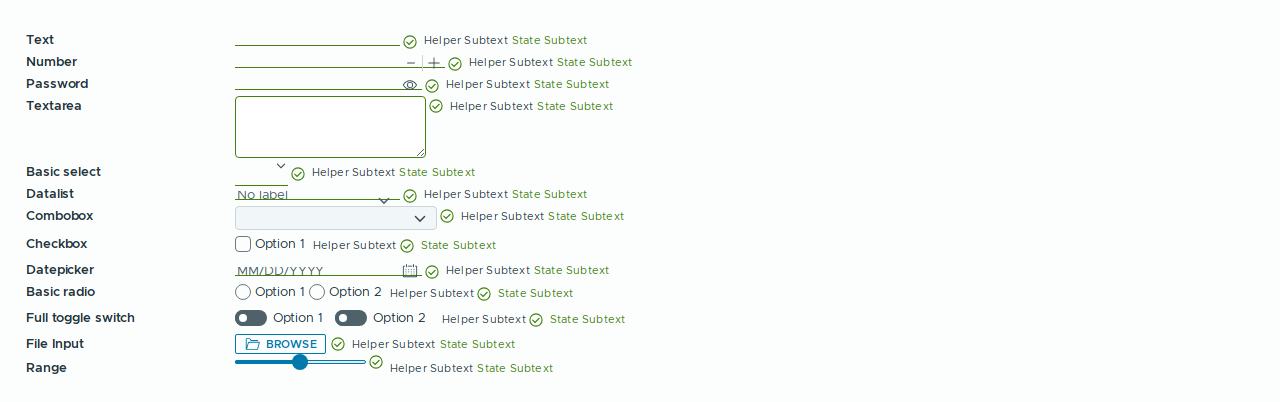 Text Helper Subtext State Subtext
Number Helper Subtext State Subtext
Password Helper Subtext State Subtext
Textarea Helper Subtext State Subtext
Basic select Helper Subtext State Subtext
Datalist No label Helper Subtext State Subtext
Combobox Helper Subtext State Subtext
Checkbox Option 1 Helper Subtext State Subtext
Datepicker MM/DD/YYYY Helper Subtext State Subtext
Basic radio Option 1 Option 2 Helper Subtext State Subtext
Full toggle switch Option 1 Option 2 Helper Subtext State Subtext
File Input BROWSE Helper Subtext State Subtext
Range Helper Subtext State Subtext